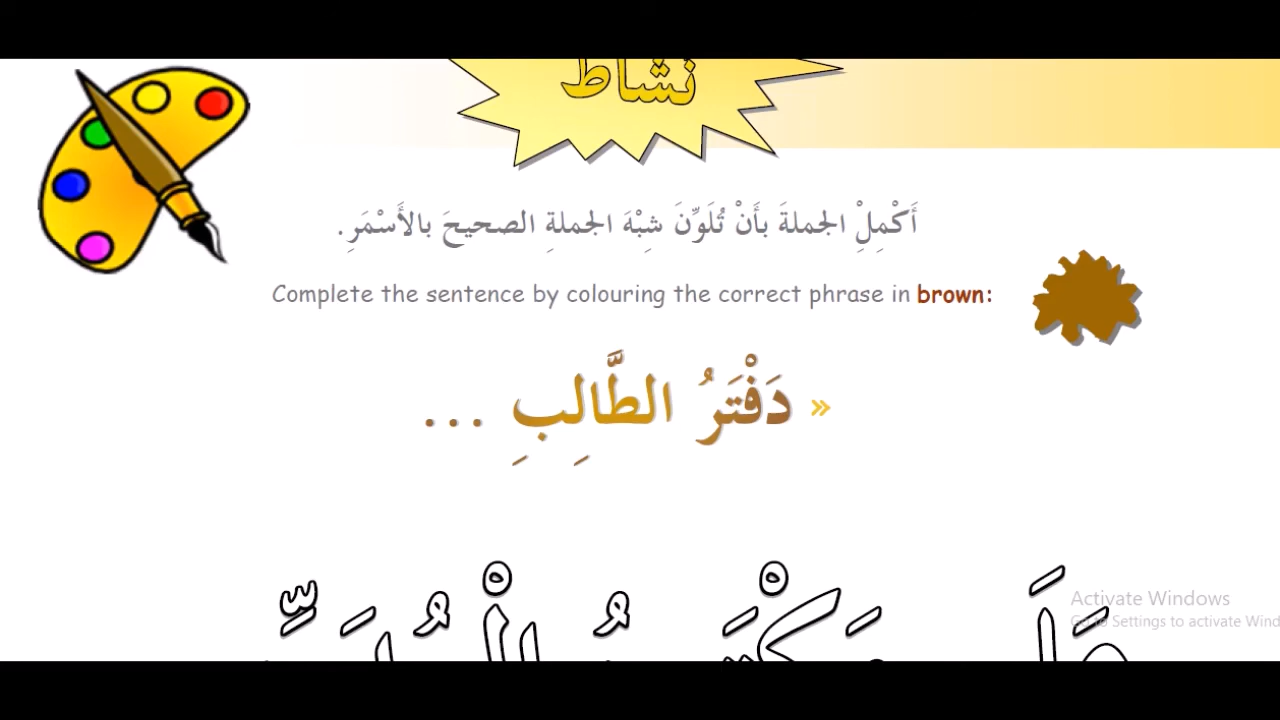 نشاط
أَكْمِلِ الجملةَ بأَنْ تُلَوِّنَ شِبْهَ الجملةِ الصحيحَ بالأَسْمَرِ.
Complete the sentence by colouring the correct phrase in brown:
« دَفْتَرُ الطَّالِبِ ...
Activate Windows
Go to Settings to activate Wind